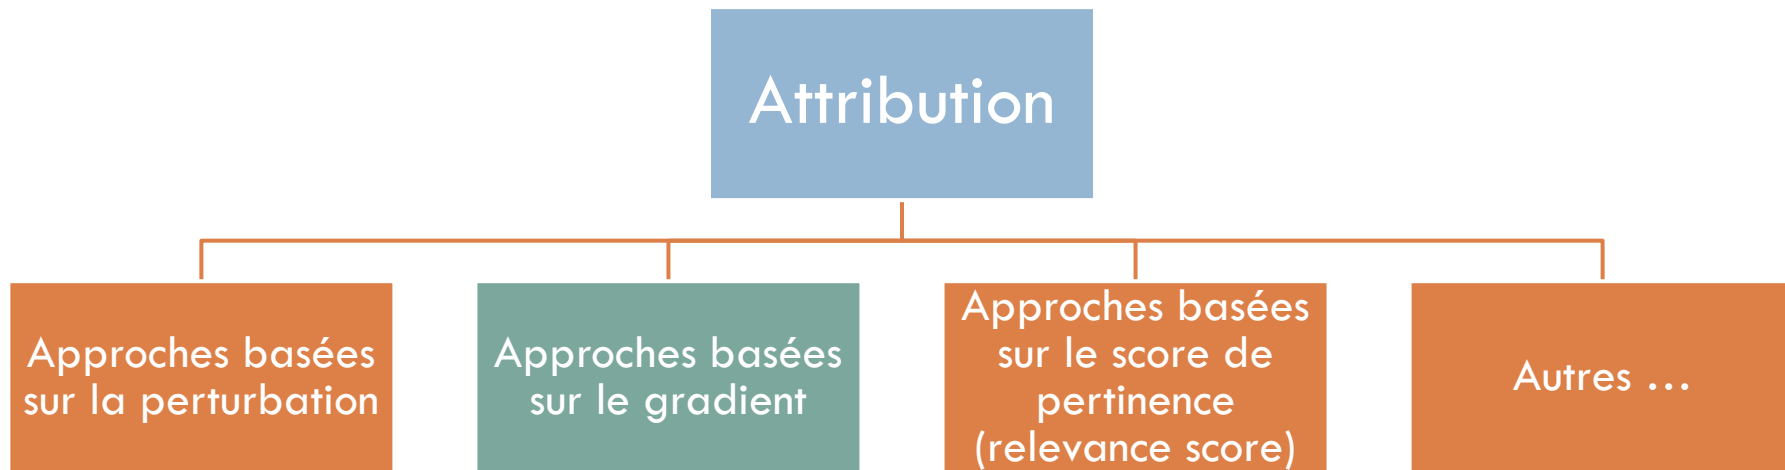 Attribution
Approches basées
sur la perturbation
Approches basées
sur le gradient
Approches basées
sur le score de
pertinence
(relevance score)
Autres …